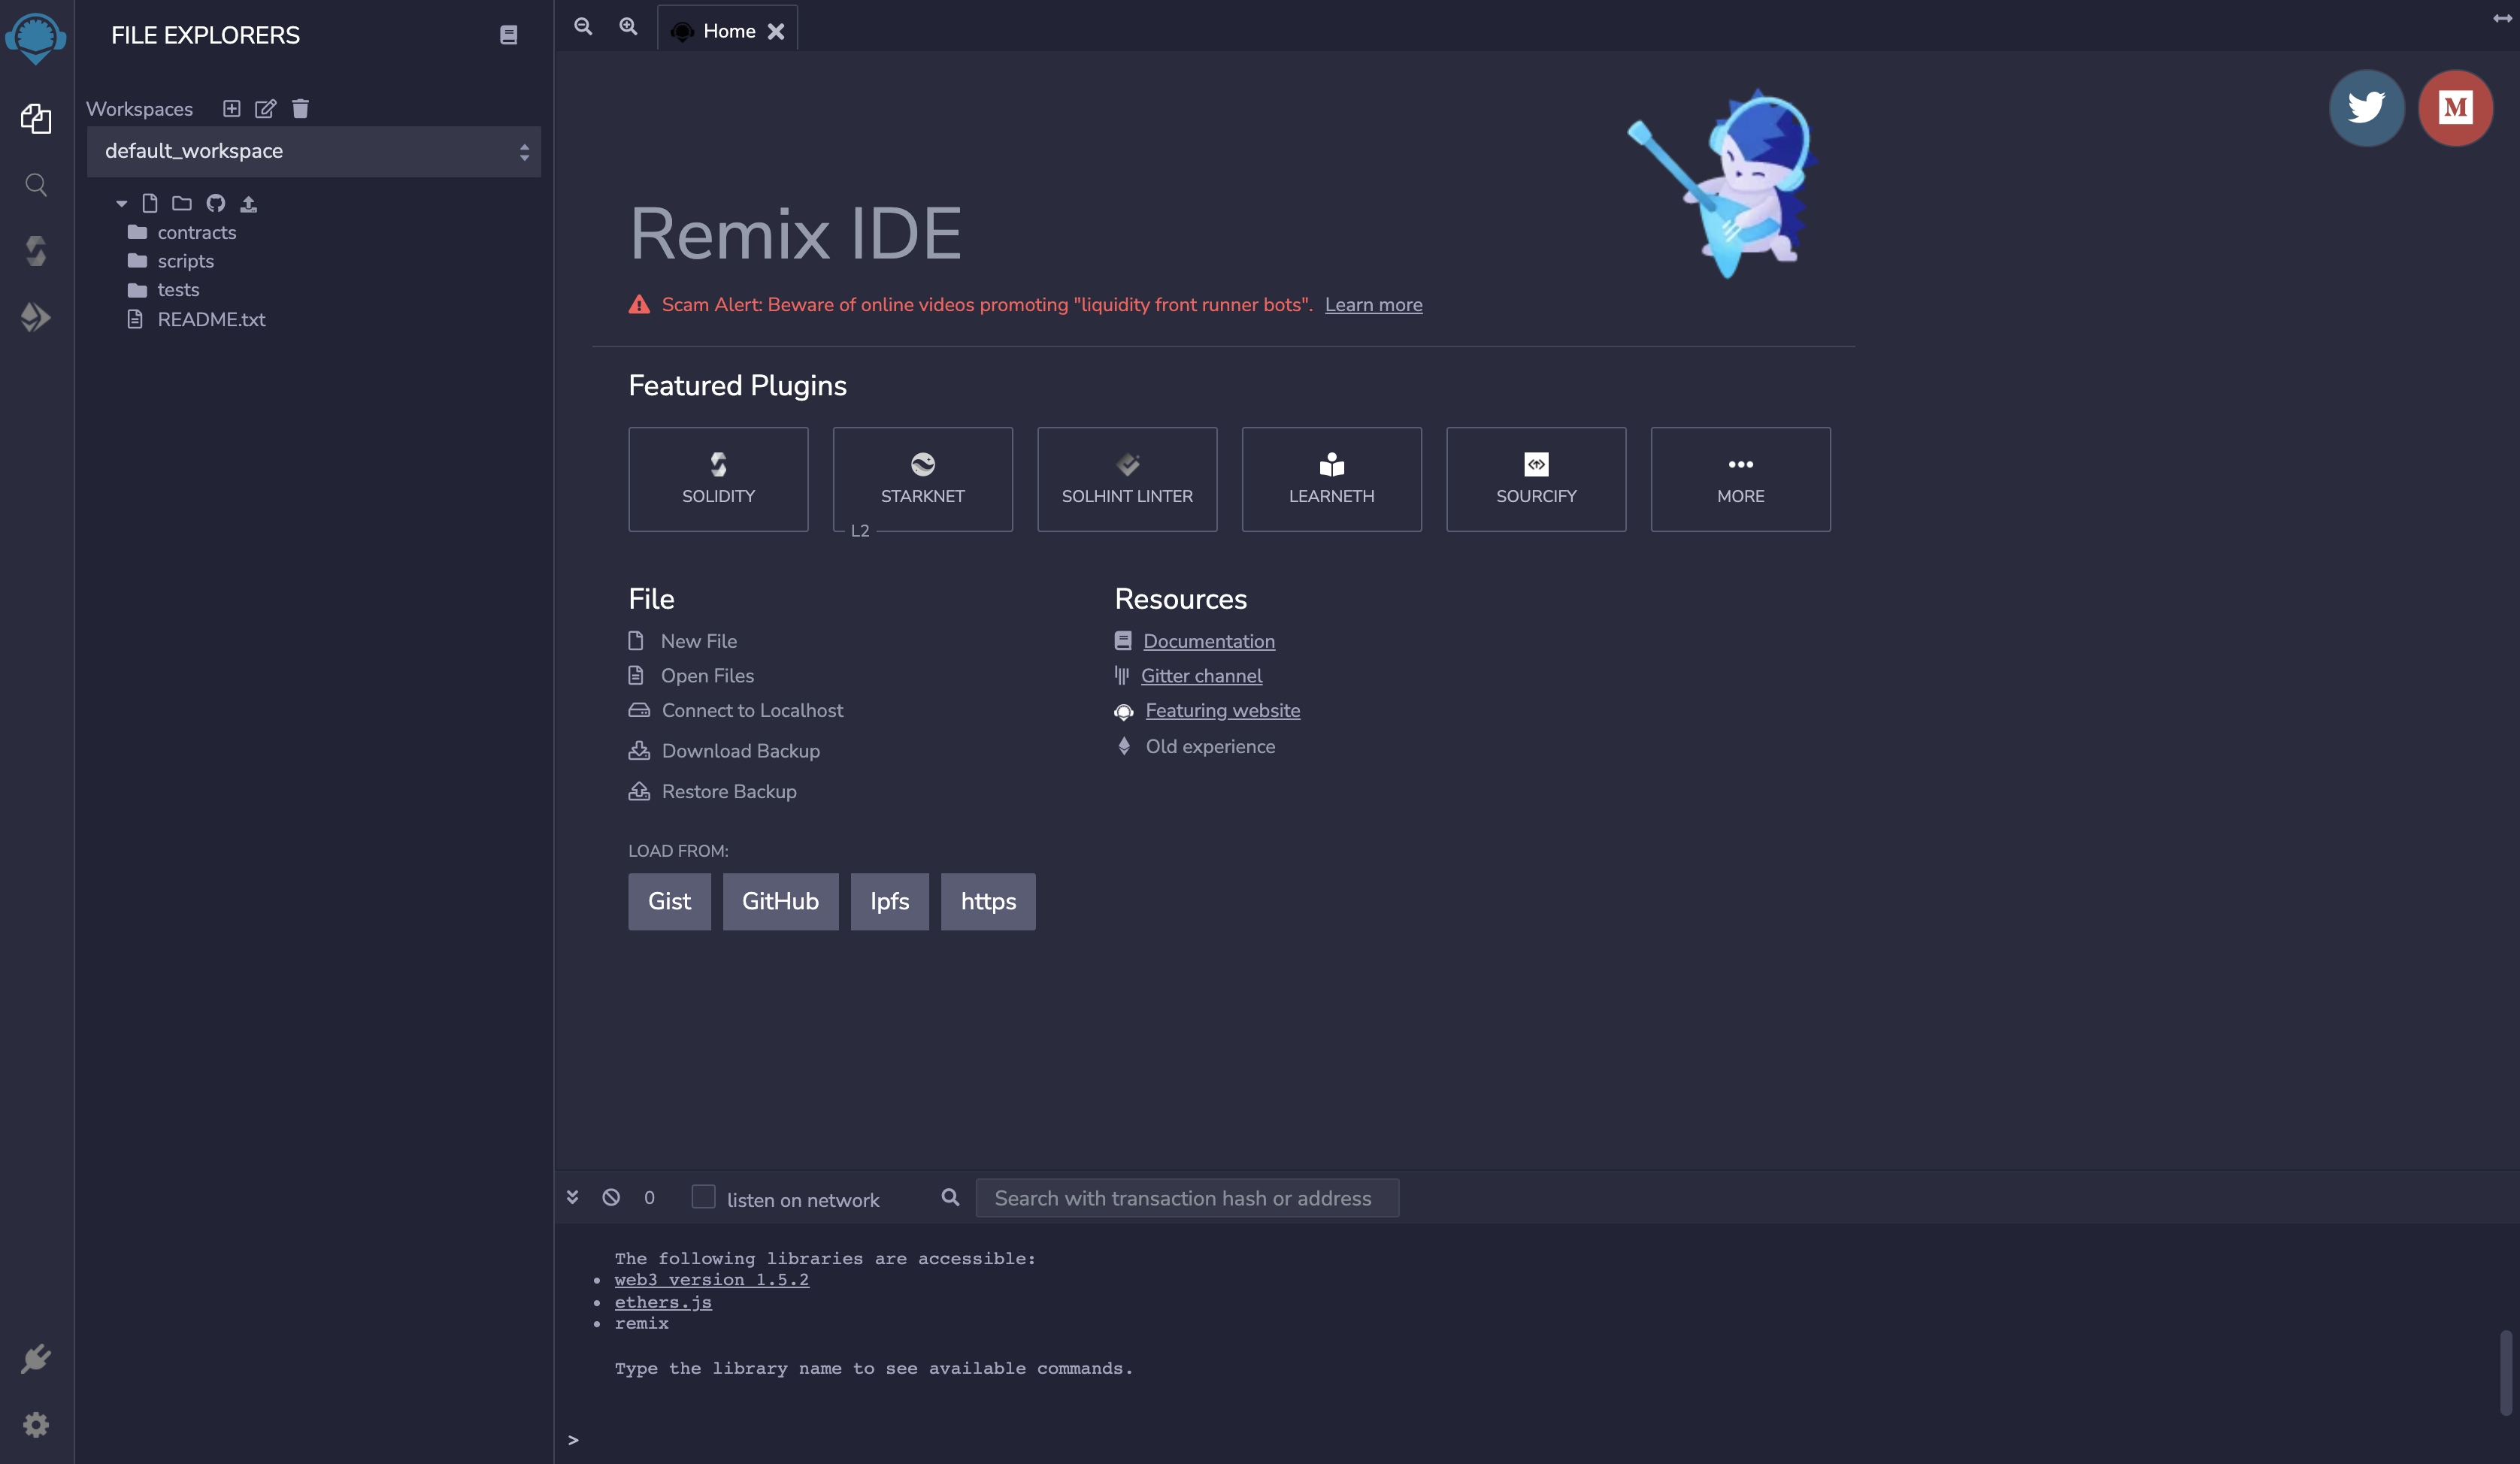 FILE EXPLORERS
Workspaces
default_workspace
contracts
scripts
tests
README.txt
Home
Remix IDE
Scam Alert: Beware of online videos promoting "liquidity front runner bots". Learn more
Featured Plugins
SOLIDITY
STARKNET
L2
SOLHINT LINTER
LEARNETH
SOURCIFY
MORE
File
New File
Open Files
Connect to Localhost
Download Backup
Restore Backup
LOAD FROM:
Gist GitHub Ipfs https
Resources
Documentation
Gitter channel
Featuring website
Old experience
M
0 listen on network Search with transaction hash or address
The following libraries are accessible:
• web3 version 1.5.2
• ethers.js
• remix
Type the library name to see available commands.
>